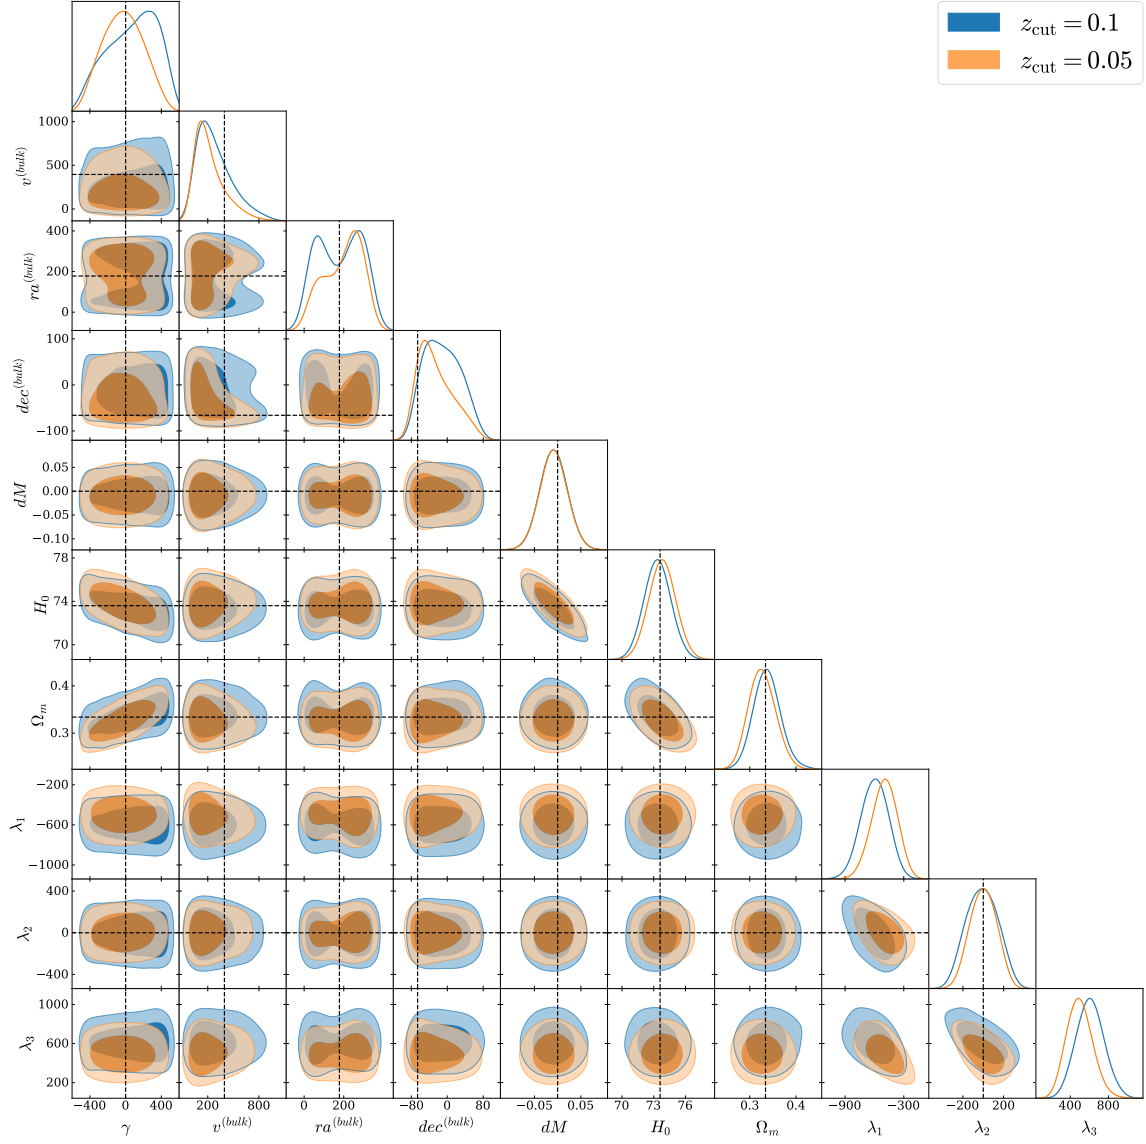 z_cut = 0.1
z_cut = 0.05
1000
500
0
v^(bulk)
400
200
0
ra^(bulk)
100
0
−100
dec^(bulk)
0.05
0.00
−0.05
−0.10
dM
78
74
70
H_0
0.4
0.3
Ω_m
−200
−600
−1000
λ_1
400
0
−400
λ_2
1000
600
200
λ_3
−400 0 400 200 800 0 200 −80 0 80 −0.05 0.05 70 73 76 0.3 0.4 −900 −300 −200 200 400 800
γ v^(bulk) ra^(bulk) dec^(bulk) dM H_0 Ω_m λ_1 λ_2 λ_3